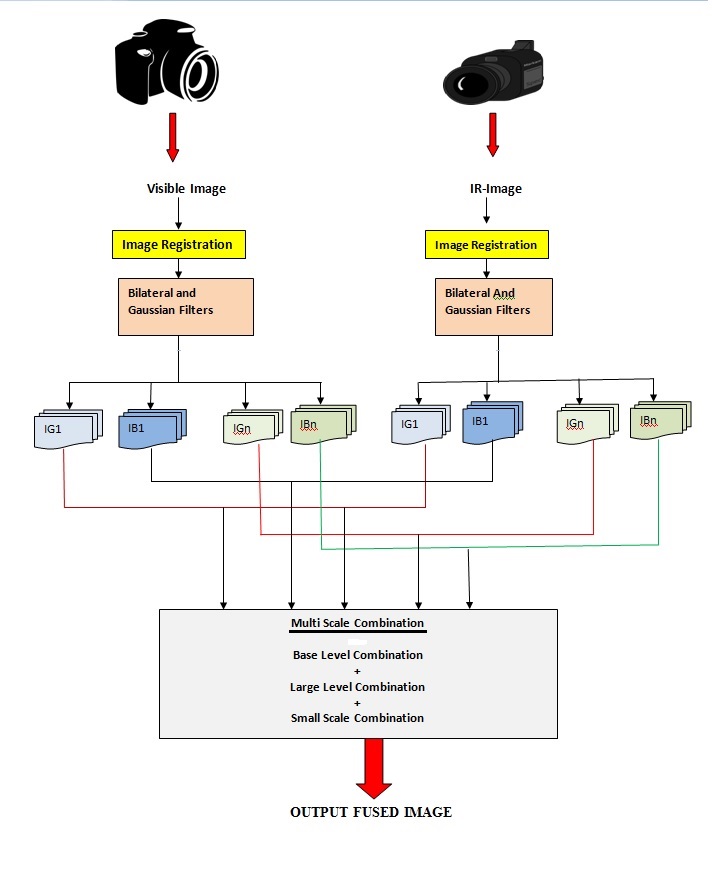 Visible Image
IR-Image
Image Registration
Image Registration
Bilateral and
Gaussian Filters
Bilateral And
Gaussian Filters
IG1
IB1
IGn
IBn
IG1
IB1
IGn
IBn
Multi Scale Combination
Base Level Combination
+
Large Level Combination
+
Small Scale Combination
OUTPUT FUSED IMAGE